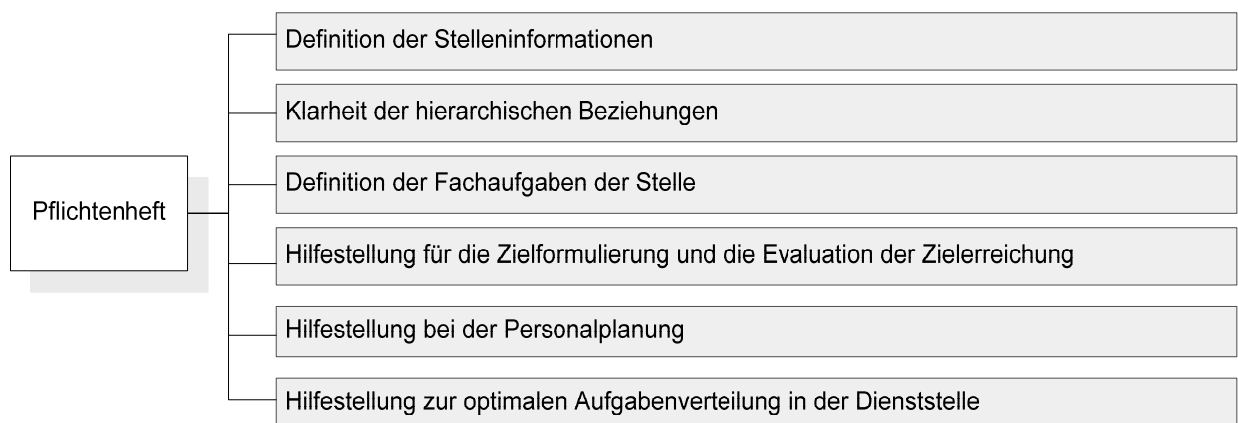 Definition der Stelleninformationen
Klarheit der hierarchischen Beziehungen
Definition der Fachaufgaben der Stelle
Pflichtenheft
Hilfestellung für die Zielformulierung und die Evaluation der Zielerreichung
Hilfestellung bei der Personalplanung
Hilfestellung zur optimalen Aufgabenverteilung in der Dienststelle